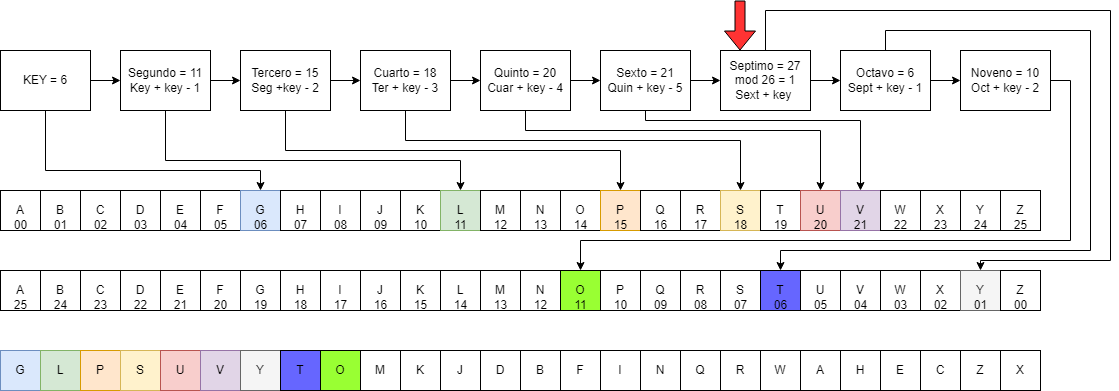 KEY = 6
Segundo = 11
Key + key - 1
Tercero = 15
Seg +key - 2
Cuarto = 18
Ter + key - 3
Quinto = 20
Cuar + key - 4
Sexto = 21
Quin + key - 5
Septimo = 27
mod 26 = 1
Sext + key
Octavo = 6
Sept + key - 1
Noveno = 10
Oct + key - 2
A B C D E F G H I J K L M N O P Q R S T U V W X Y Z
00 01 02 03 04 05 06 07 08 09 10 11 12 13 14 15 16 17 18 19 20 21 22 23 24 25
A B C D E F G H I J K L M N O P Q R S T U V W X Y Z
25 24 23 22 21 20 19 18 17 16 15 14 13 12 11 10 09 08 07 06 05 04 03 02 01 00
G L P S U V Y T O M K J D B F I N Q R W A H E C Z X